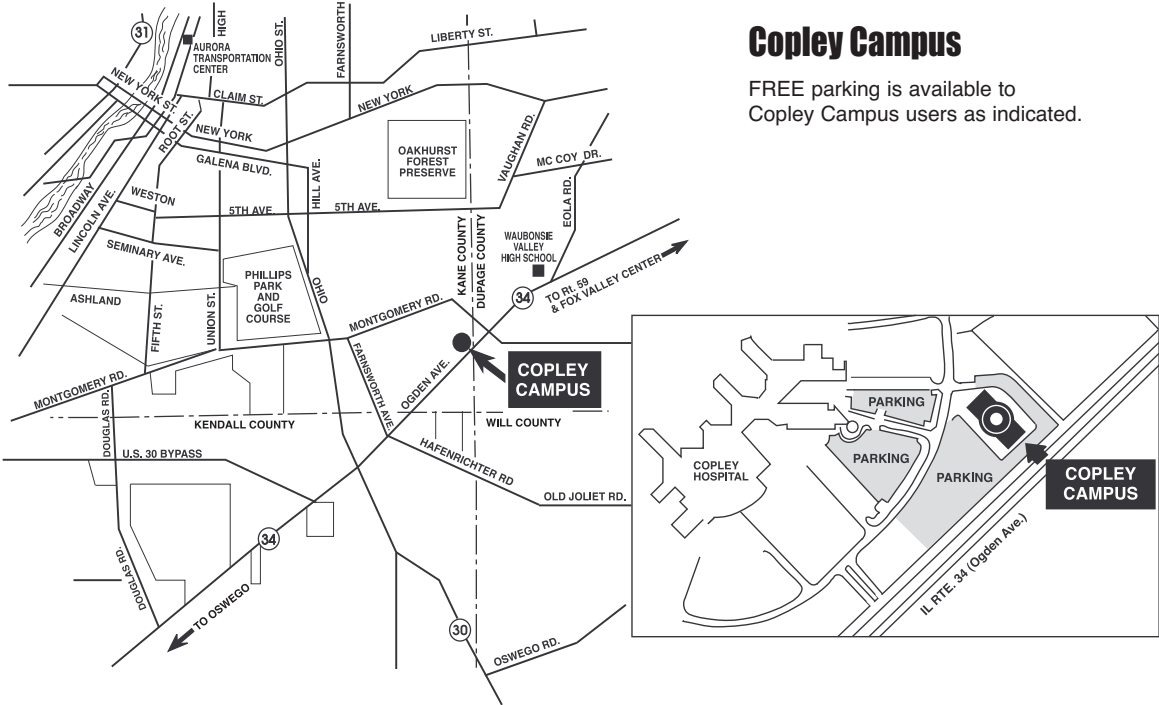 Copley Campus
FREE parking is available to
Copley Campus users as indicated.
31
AURORA
TRANSPORTATION
CENTER
HIGH
OHIO ST.
FARNSWORTH
LIBERTY ST.
NEW YORK ST.
CLAIM ST.
NEW YORK
ROOT ST.
NEW YORK
GALENA BLVD.
HILL AVE.
OAKHURST
FOREST
PRESERVE
VAUGHAN RD.
MC COY DR.
EOLA RD.
BROADWAY
LINCOLN AVE.
WESTON
5TH AVE.
5TH AVE.
SEMINARY AVE.
KANE COUNTY
DUPAGE COUNTY
WAUBONSIE
VALLEY
HIGH SCHOOL
ASHLAND
FIFTH ST.
UNION ST.
PHILLIPS
PARK
AND
GOLF
COURSE
OHIO
34
TO Rt. 59
& FOX VALLEY CENTER
MONTGOMERY RD.
COPLEY
CAMPUS
OGDEN AVE.
FARNSWORTH AVE.
MONTGOMERY RD.
DOUGLAS RD.
KENDALL COUNTY
WILL COUNTY
U.S. 30 BYPASS
HAFENRICHTER RD
OLD JOLIET RD.
34
DOUGLAS RD.
TO OSWEGO
30
OSWEGO RD.
PARKING
PARKING
PARKING
COPLEY
HOSPITAL
COPLEY
CAMPUS
IL RTE. 34 (Ogden Ave.)